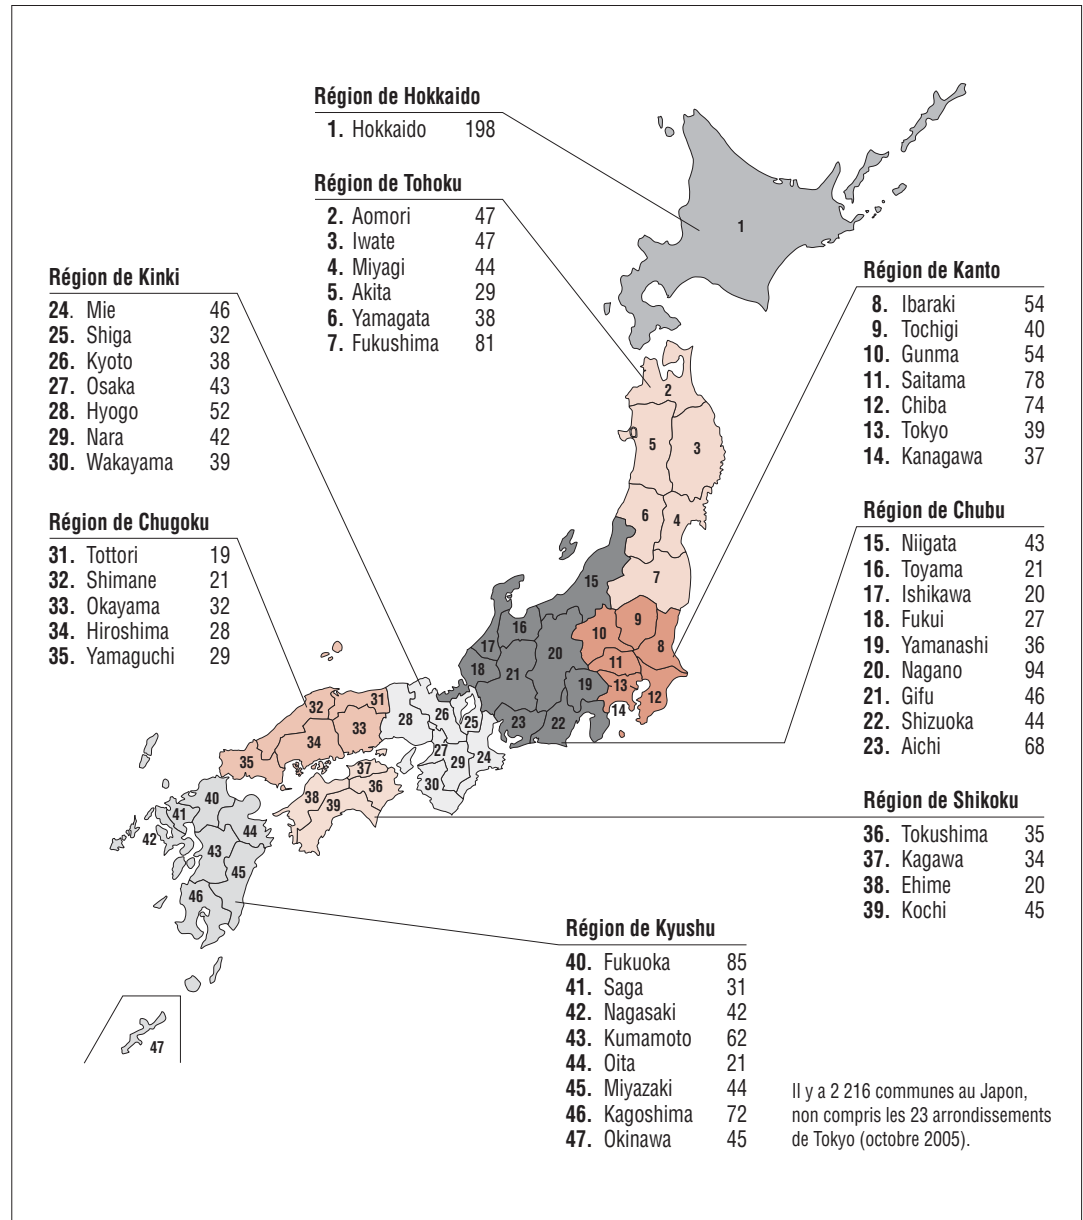 Région de Hokkaido
1. Hokkaido 198
Région de Tohoku
2. Aomori 47
3. Iwate 47
4. Miyagi 44
5. Akita 29
6. Yamagata 38
7. Fukushima 81
Région de Kinki
24. Mie 46
25. Shiga 32
26. Kyoto 38
27. Osaka 43
28. Hyogo 52
29. Nara 42
30. Wakayama 39
Région de Chugoku
31. Tottori 19
32. Shimane 21
33. Okayama 32
34. Hiroshima 28
35. Yamaguchi 29
Région de Kanto
8. Ibaraki 54
9. Tochigi 40
10. Gunma 54
11. Saitama 78
12. Chiba 74
13. Tokyo 39
14. Kanagawa 37
Région de Chubu
15. Niigata 43
16. Toyama 21
17. Ishikawa 20
18. Fukui 27
19. Yamanashi 36
20. Nagano 94
21. Gifu 46
22. Shizuoka 44
23. Aichi 68
Région de Shikoku
36. Tokushima 35
37. Kagawa 34
38. Ehime 20
39. Kochi 45
Région de Kyushu
40. Fukuoka 85
41. Saga 31
42. Nagasaki 42
43. Kumamoto 62
44. Oita 21
45. Miyazaki 44
46. Kagoshima 72
47. Okinawa 45
Il y a 2 216 communes au Japon,
non compris les 23 arrondissements
de Tokyo (octobre 2005).
1
2
5
3
6
4
7
15
9
10
8
16
17
20
11
18
21
19
13
12
14
23
22
31
32
28
26
25
33
34
27
24
29
35
37
30
36
38
39
40
41
44
42
43
45
46
47